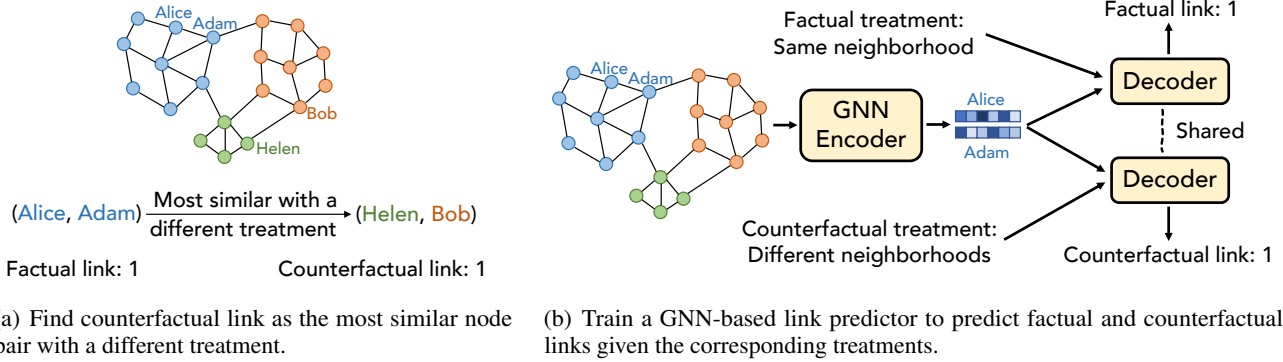 Alice
Adam
Bob
Helen
(Alice, Adam) Most similar with a different treatment (Helen, Bob)
Factual link: 1 Counterfactual link: 1
(a) Find counterfactual link as the most similar node
pair with a different treatment.
Factual treatment:
Same neighborhood
Factual link: 1
Decoder
Alice
Adam
GNN
Encoder
Alice
Adam
Shared
Decoder
Counterfactual treatment:
Different neighborhoods
Counterfactual link: 1
(b) Train a GNN-based link predictor to predict factual and counterfactual
links given the corresponding treatments.